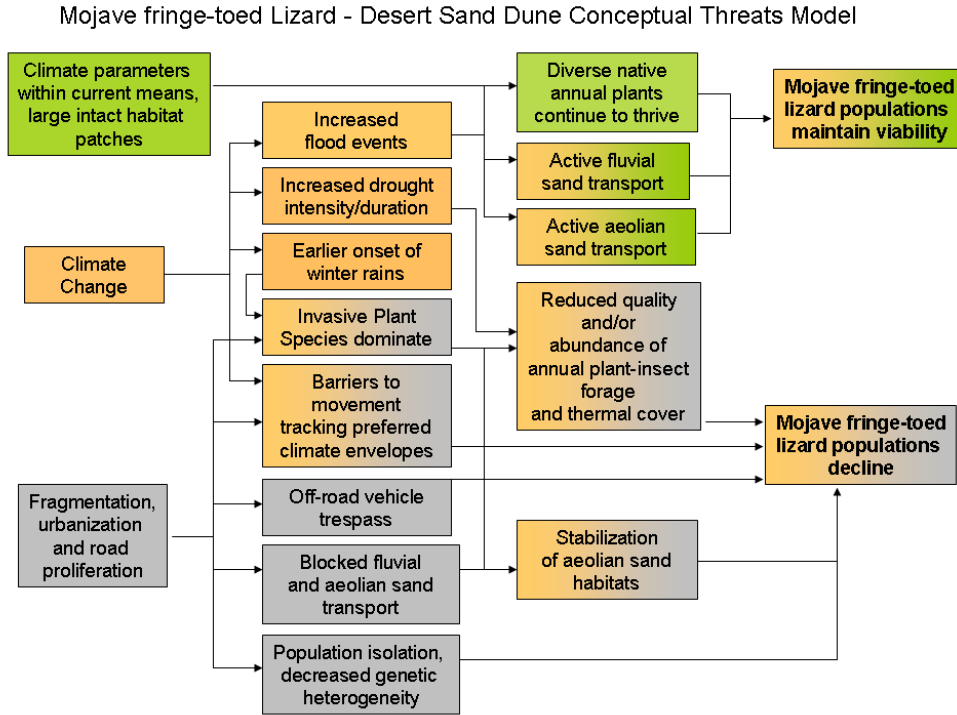 Mojave fringe-toed Lizard - Desert Sand Dune Conceptual Threats Model
Climate parameters
within current means,
large intact habitat
patches
Climate
Change
Fragmentation,
urbanization
and road
proliferation
Increased
flood events
Increased drought
intensity/duration
Earlier onset of
winter rains
Invasive Plant
Species dominate
Barriers to
movement
tracking preferred
climate envelopes
Off-road vehicle
trespass
Blocked fluvial
and aeolian sand
transport
Population isolation,
decreased genetic
heterogeneity
Diverse native
annual plants
continue to thrive
Active fluvial
sand transport
Active aeolian
sand transport
Reduced quality
and/or
abundance of
annual plant-insect
forage
and thermal cover
Stabilization
of aeolian sand
habitats
Mojave fringe-toed
lizard populations
maintain viability
Mojave fringe-toed
lizard populations
decline